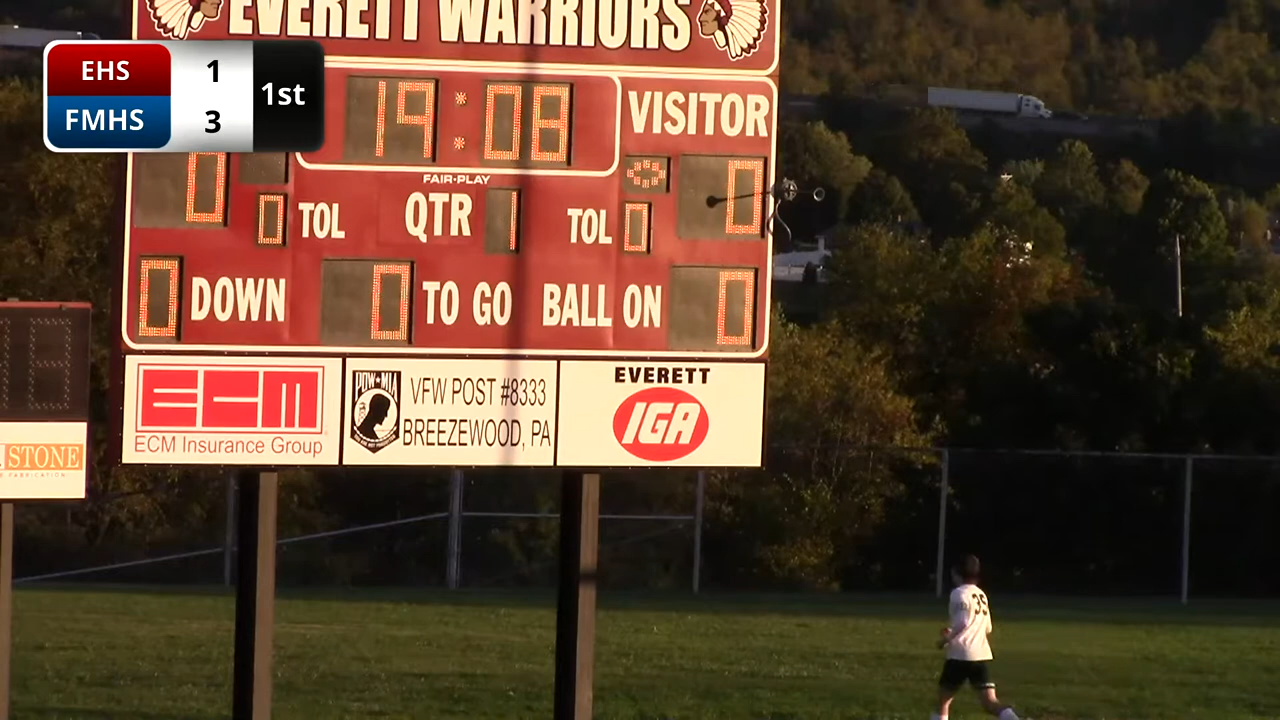 EVERETT WARRIORS
EHS 1
FMHS 3
1st
19:08
VISITOR
FAIR-PLAY
0 0 TOL QTR 1 TOL 0 0
0 DOWN 0 TO GO BALL ON 0
ECM
ECM Insurance Group
POW★MIA
VFW POST #8333
BREEZEWOOD, PA
EVERETT
IGA
STONE
35